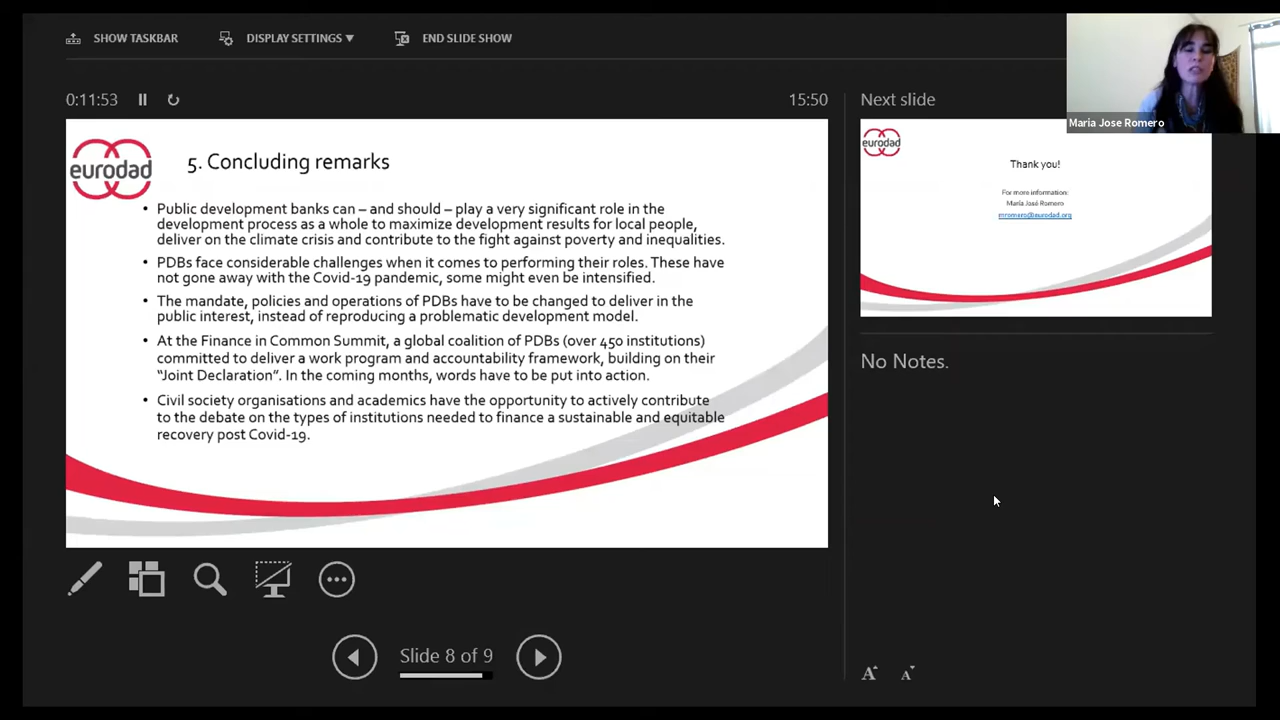 SHOW TASKBAR
DISPLAY SETTINGS ▼
END SLIDE SHOW
Maria Jose Romero
0:11:53
15:50
Next slide
eurodad
5. Concluding remarks
• Public development banks can – and should – play a very significant role in the
development process as a whole to maximize development results for local people,
deliver on the climate crisis and contribute to the fight against poverty and inequalities.
• PDBs face considerable challenges when it comes to performing their roles. These have
not gone away with the Covid-19 pandemic, some might even be intensified.
• The mandate, policies and operations of PDBs have to be changed to deliver in the
public interest, instead of reproducing a problematic development model.
• At the Finance in Common Summit, a global coalition of PDBs (over 450 institutions)
committed to deliver a work program and accountability framework, building on their
“Joint Declaration”. In the coming months, words have to be put into action.
• Civil society organisations and academics have the opportunity to actively contribute
to the debate on the types of institutions needed to finance a sustainable and equitable
recovery post Covid-19.
eurodad
Thank you!
For more information:
María José Romero
mromero@eurodad.org
No Notes.
Slide 8 of 9
A
A